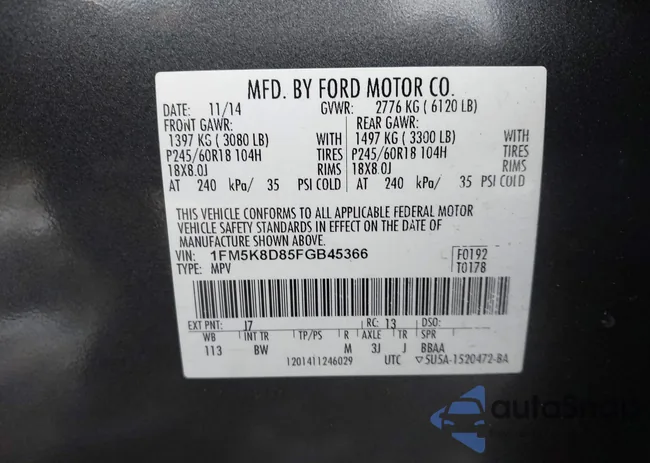 MFD. BY FORD MOTOR CO.
DATE: 11/14 GVWR: 2776 KG ( 6120 LB)
FRONT GAWR: REAR GAWR:
1397 KG ( 3080 LB) WITH 1497 KG ( 3300 LB) WITH
P245/60R18 104H TIRES P245/60R18 104H TIRES
18X8.0J RIMS 18X8.0J RIMS
AT 240 kPa/ 35 PSI COLD AT 240 kPa/ 35 PSI COLD
THIS VEHICLE CONFORMS TO ALL APPLICABLE FEDERAL MOTOR
VEHICLE SAFETY STANDARDS IN EFFECT ON THE DATE OF
MANUFACTURE SHOWN ABOVE.
VIN: 1FM5K8D85FGB45366 F0192
TYPE: MPV T0178
EXT PNT: J7 RC: 13 DSO:
WB INT TR TP/PS R AXLE TR SPR
113 BW M 3J J BBAA
1201411246029 UTC ▽5U5A-1520472-BA
autoSnap